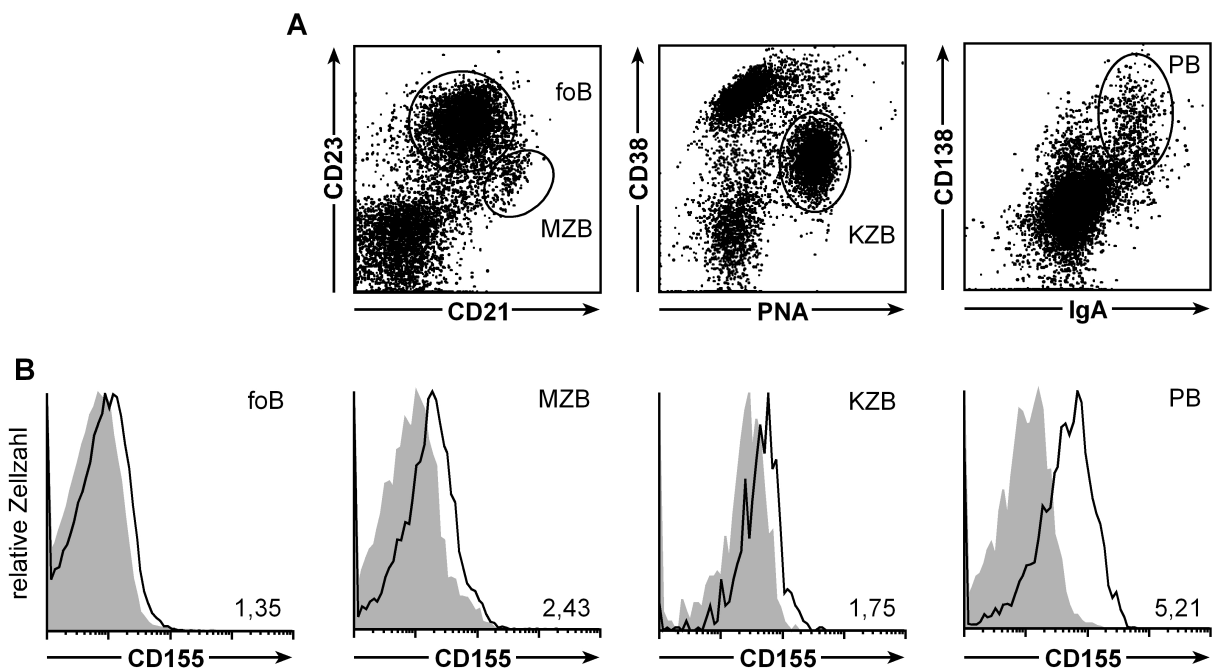 A
CD23
foB
MZB
CD21
CD38
KZB
PNA
CD138
PB
IgA
B
relative Zellzahl
foB
1,35
CD155
MZB
2,43
CD155
KZB
1,75
CD155
PB
5,21
CD155